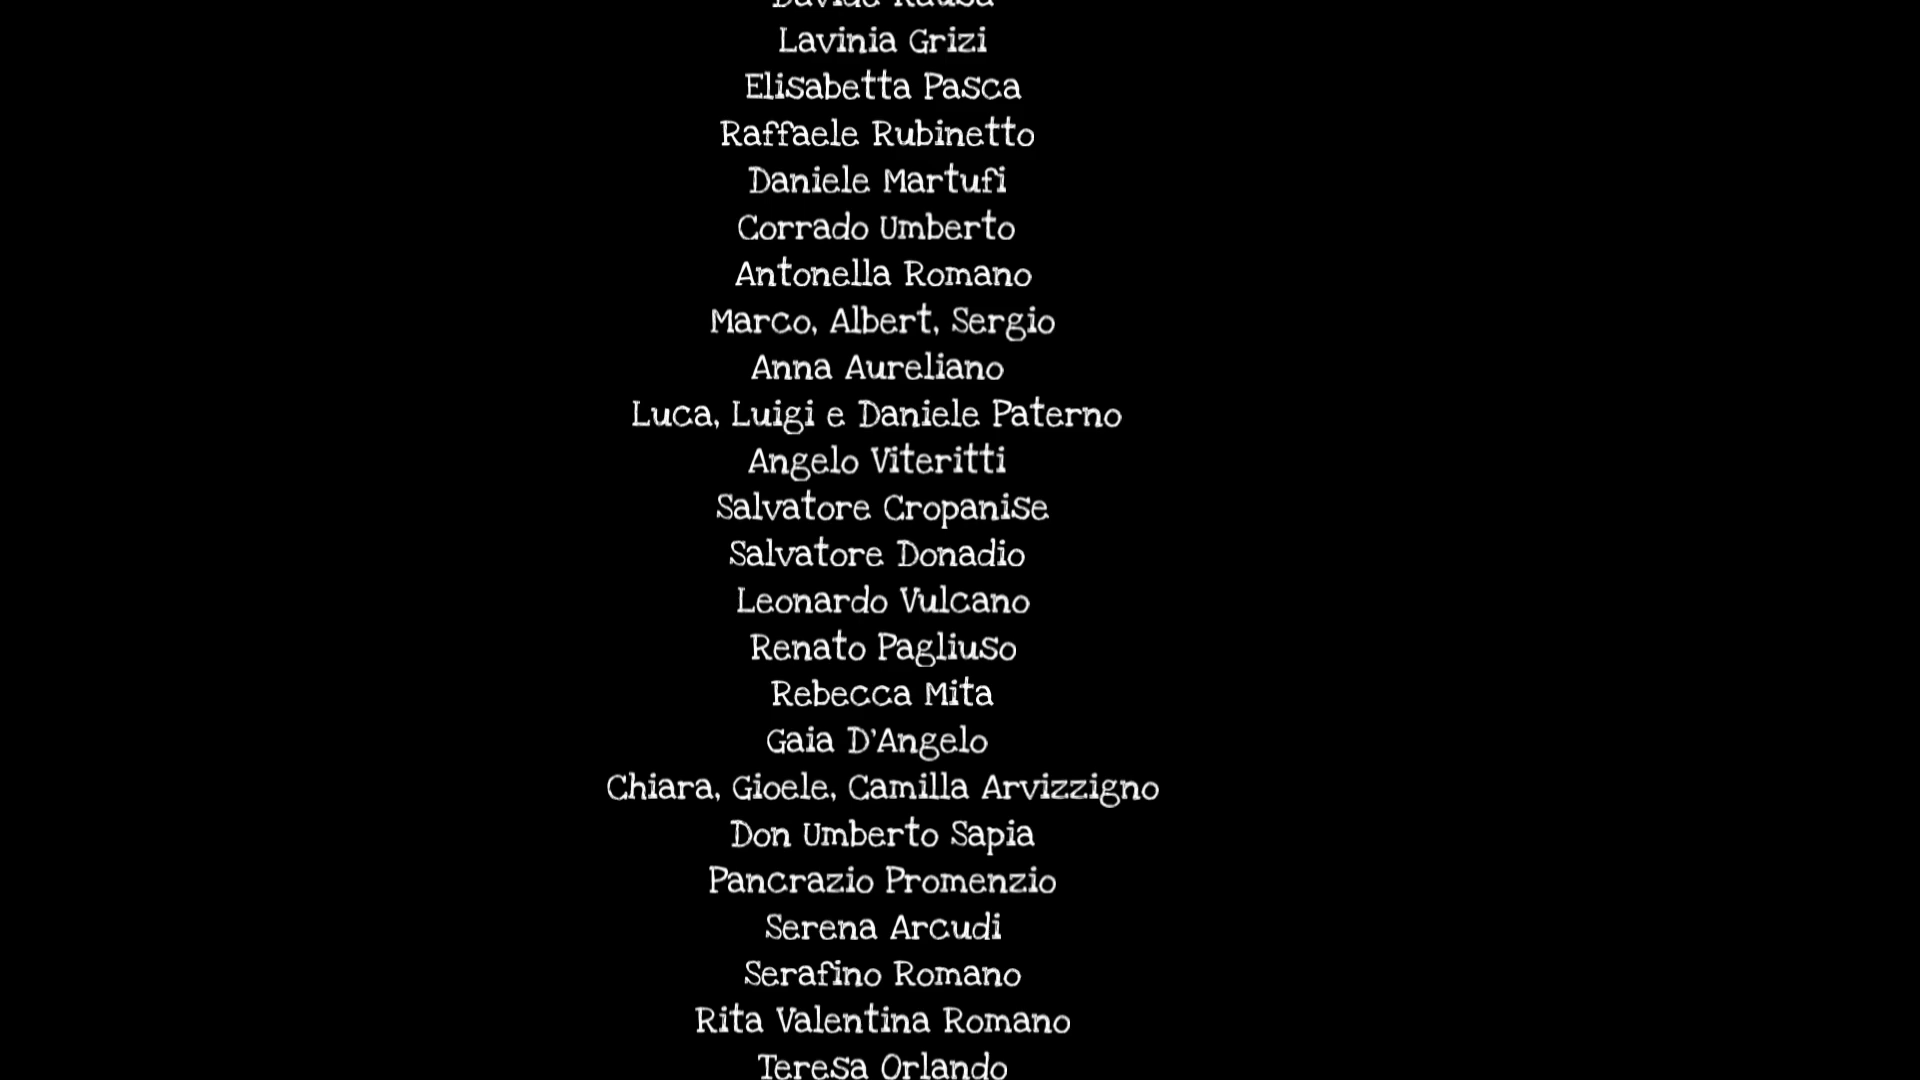 Lavinia Grizi
Elisabetta Pasca
Raffaele Rubinetto
Daniele Martufi
Corrado Umberto
Antonella Romano
Marco, Albert, Sergio
Anna Aureliano
Luca, Luigi e Daniele Paterno
Angelo Viteritti
Salvatore Cropanise
Salvatore Donadio
Leonardo Vulcano
Renato Pagliuso
Rebecca Mita
Gaia D'Angelo
Chiara, Gioele, Camilla Arvizzigno
Don Umberto Sapia
Pancrazio Promenzio
Serena Arcudi
Serafino Romano
Rita Valentina Romano
Teresa Orlando